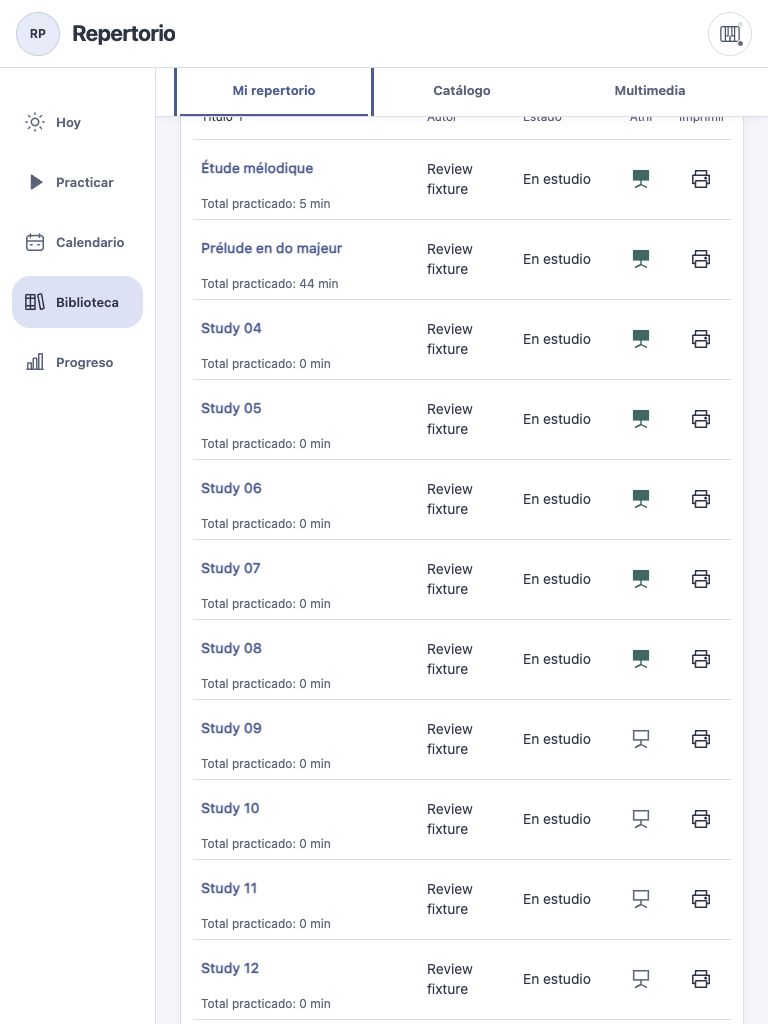 RP
Repertorio
Mi repertorio
Catálogo
Multimedia
Hoy
Practicar
Calendario
Biblioteca
Progreso
Título ↑
Autor
Estado
Atril
Imprimir
Étude mélodique
Total practicado: 5 min
Review
fixture
En estudio
Prélude en do majeur
Total practicado: 44 min
Review
fixture
En estudio
Study 04
Total practicado: 0 min
Review
fixture
En estudio
Study 05
Total practicado: 0 min
Review
fixture
En estudio
Study 06
Total practicado: 0 min
Review
fixture
En estudio
Study 07
Total practicado: 0 min
Review
fixture
En estudio
Study 08
Total practicado: 0 min
Review
fixture
En estudio
Study 09
Total practicado: 0 min
Review
fixture
En estudio
Study 10
Total practicado: 0 min
Review
fixture
En estudio
Study 11
Total practicado: 0 min
Review
fixture
En estudio
Study 12
Total practicado: 0 min
Review
fixture
En estudio